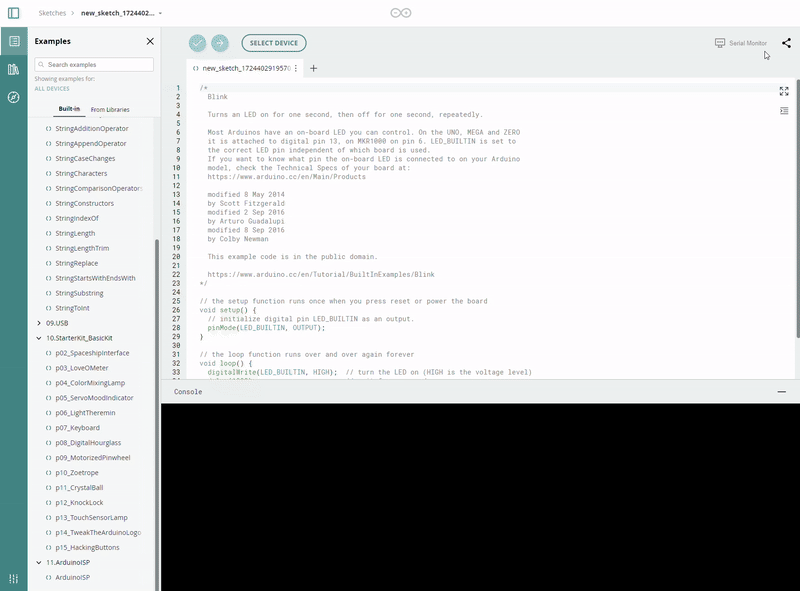 Sketches
new_sketch_1724402...
Examples
Search examples
Showing examples for:
ALL DEVICES
Built-in
From Libraries
StringAdditionOperator
StringAppendOperator
StringCaseChanges
StringCharacters
StringComparisonOperators
StringConstructors
StringIndexOf
StringLength
StringLengthTrim
StringReplace
StringStartsWithEndsWith
StringSubstring
StringToInt
09.USB
10.StarterKit_BasicKit
p02_SpaceshipInterface
p03_LoveOMeter
p04_ColorMixingLamp
p05_ServoMoodIndicator
p06_LightTheremin
p07_Keyboard
p08_DigitalHourglass
p09_MotorizedPinwheel
p10_Zoetrope
p11_CrystalBall
p12_KnockLock
p13_TouchSensorLamp
p14_TweakTheArduinoLogo
p15_HackingButtons
11.ArduinoISP
ArduinoISP
SELECT DEVICE
Serial Monitor
new_sketch_1724402919570
1 /*
2 Blink
3
4 Turns an LED on for one second, then off for one second, repeatedly.
5
6 Most Arduinos have an on-board LED you can control. On the UNO, MEGA and ZERO
7 it is attached to digital pin 13, on MKR1000 on pin 6. LED_BUILTIN is set to
8 the correct LED pin independent of which board is used.
9 If you want to know what pin the on-board LED is connected to on your Arduino
10 model, check the Technical Specs of your board at:
11 https://www.arduino.cc/en/Main/Products
12
13 modified 8 May 2014
14 by Scott Fitzgerald
15 modified 2 Sep 2016
16 by Arturo Guadalupi
17 modified 8 Sep 2016
18 by Colby Newman
19
20 This example code is in the public domain.
21
22 https://www.arduino.cc/en/Tutorial/BuiltInExamples/Blink
23 */
24
25 // the setup function runs once when you press reset or power the board
26 void setup() {
27 // initialize digital pin LED_BUILTIN as an output.
28 pinMode(LED_BUILTIN, OUTPUT);
29 }
30
31 // the loop function runs over and over again forever
32 void loop() {
33 digitalWrite(LED_BUILTIN, HIGH); // turn the LED on (HIGH is the voltage level)
Console